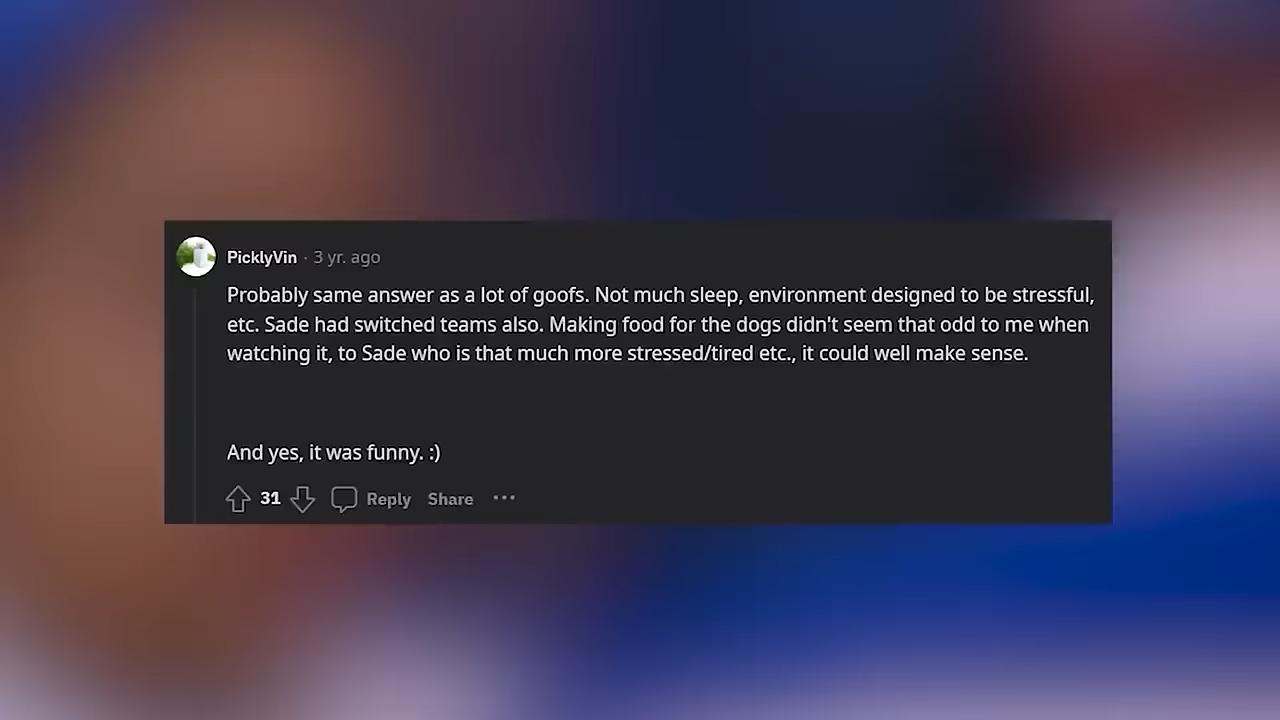 PicklyVin · 3 yr. ago
Probably same answer as a lot of goofs. Not much sleep, environment designed to be stressful,
etc. Sade had switched teams also. Making food for the dogs didn't seem that odd to me when
watching it, to Sade who is that much more stressed/tired etc., it could well make sense.
And yes, it was funny. :)
31 Reply Share ···